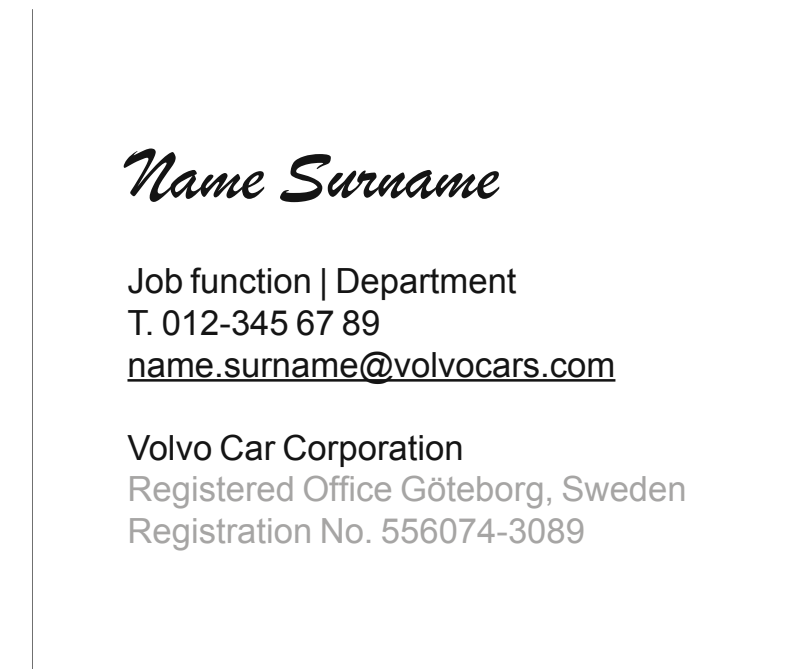 Name Surname
Job function | Department
T. 012-345 67 89
name.surname@volvocars.com
Volvo Car Corporation
Registered Office Göteborg, Sweden
Registration No. 556074-3089